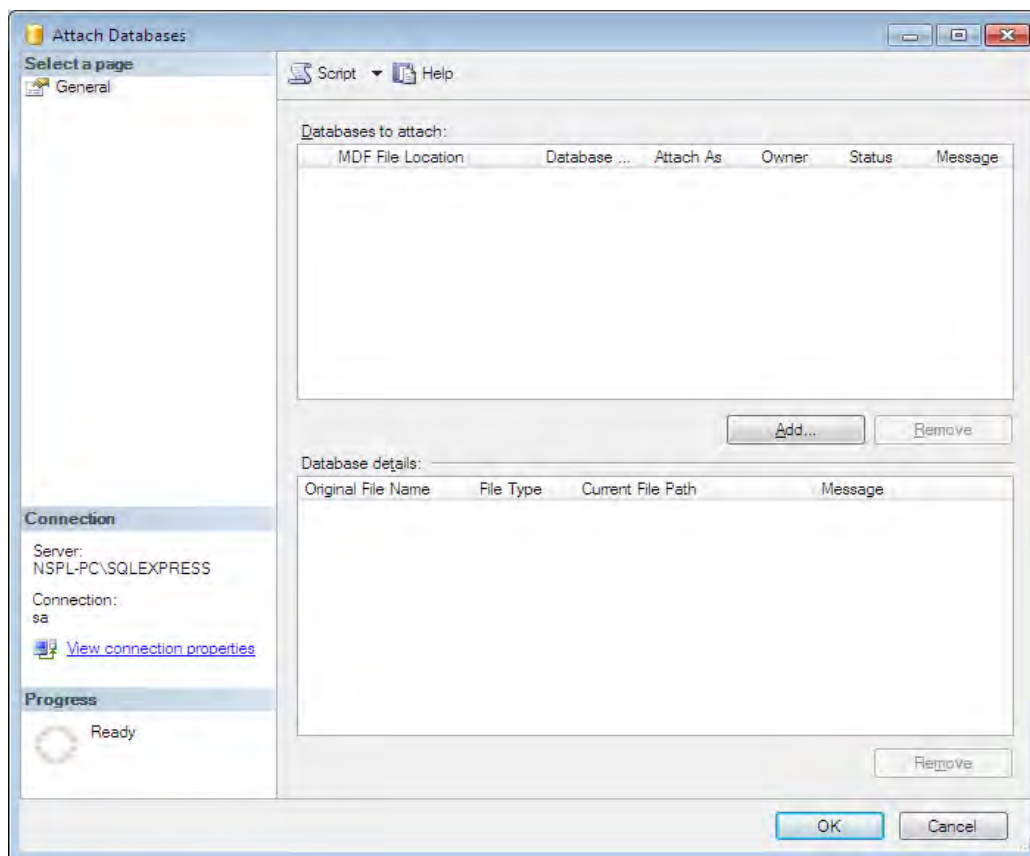 Attach Databases
Select a page
General
Script Help
Databases to attach:
MDF File Location Database ... Attach As Owner Status Message
Add... Remove
Database details:
Original File Name File Type Current File Path Message
Connection
Server:
NSPL-PC\SQLEXPRESS
Connection:
sa
View connection properties
Progress
Ready
Remove
OK Cancel